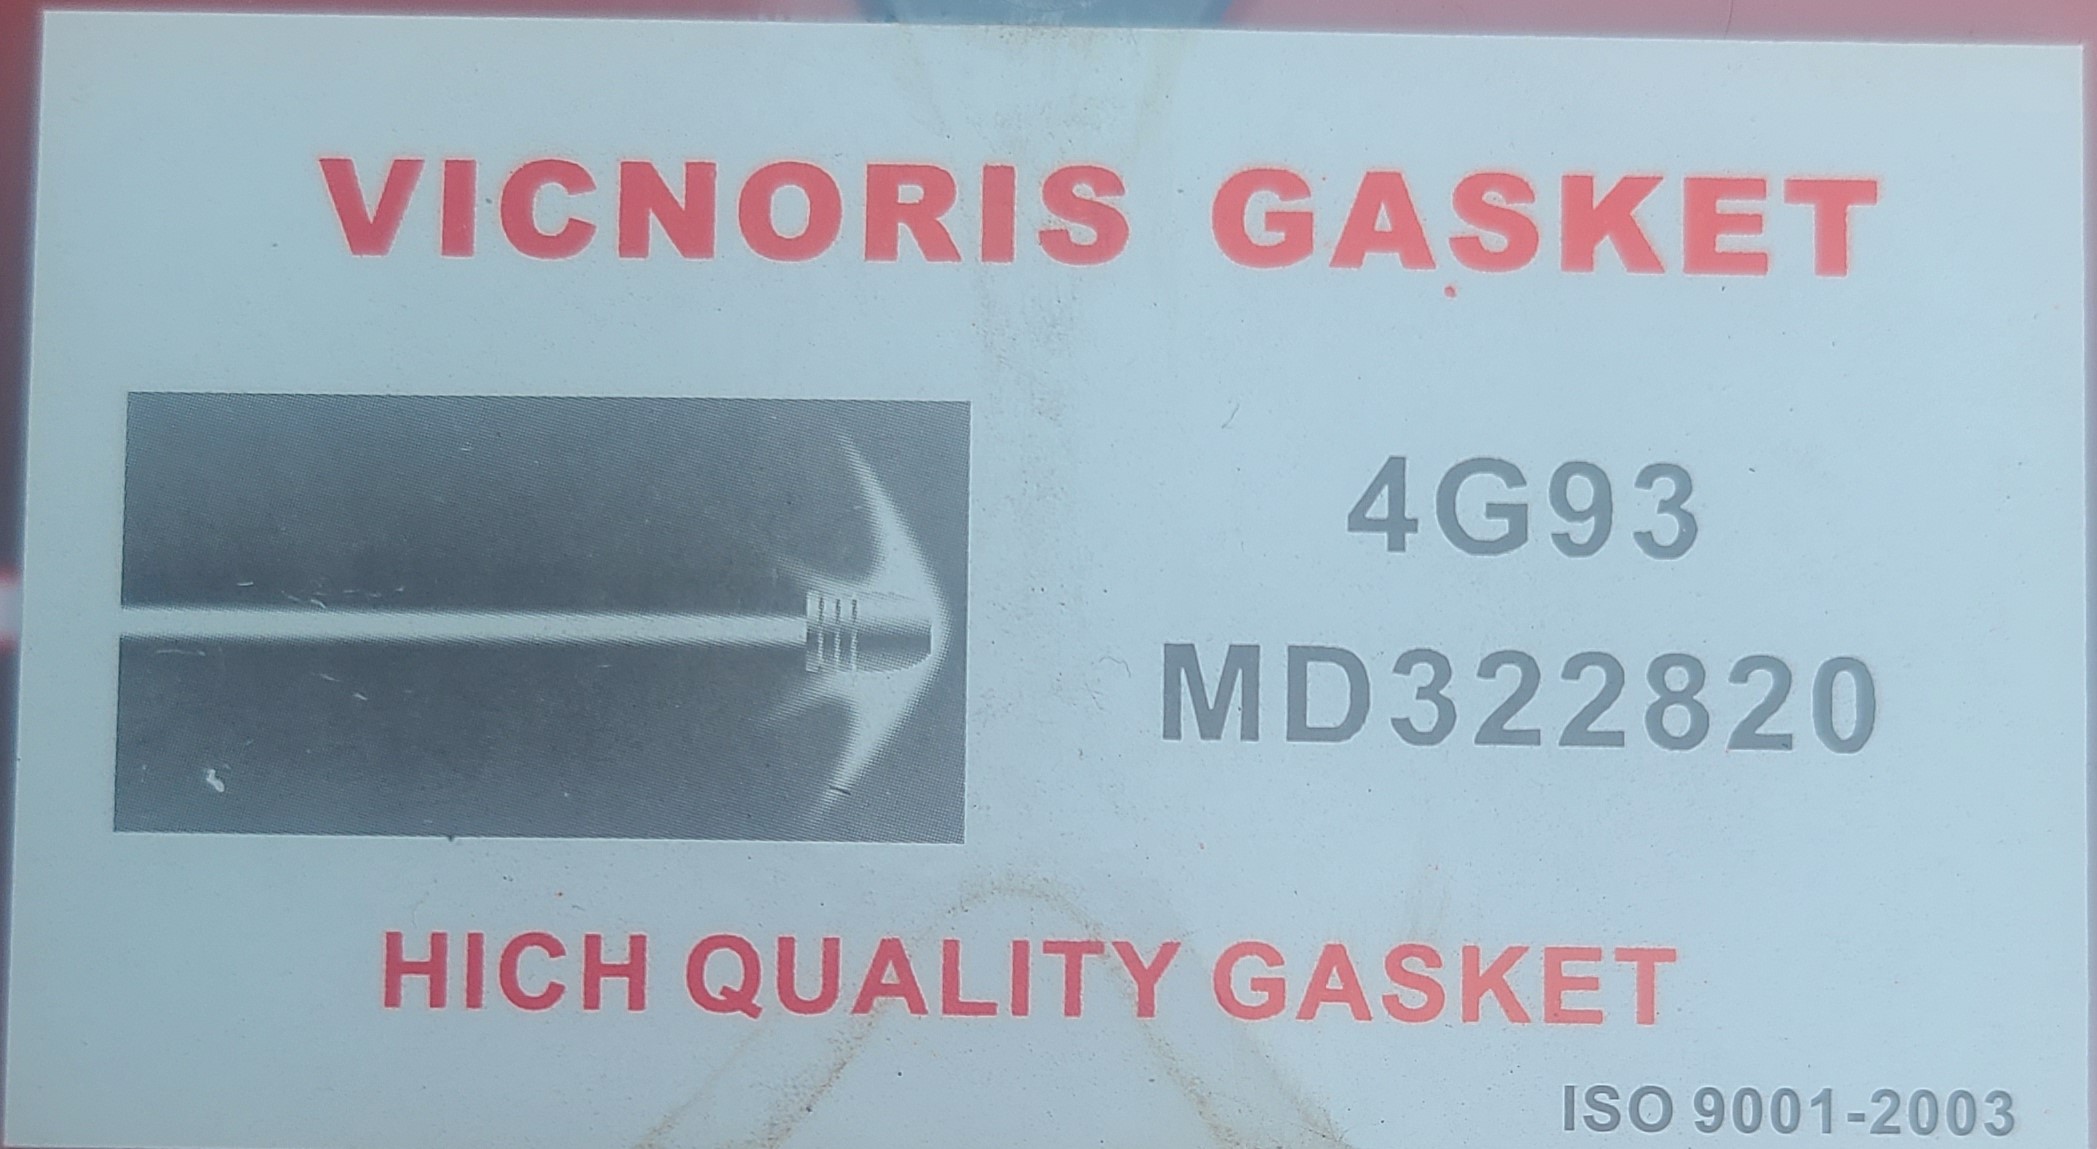 VICNORIS GASKET
4G93
MD322820
HICH QUALITY GASKET
ISO 9001-2003